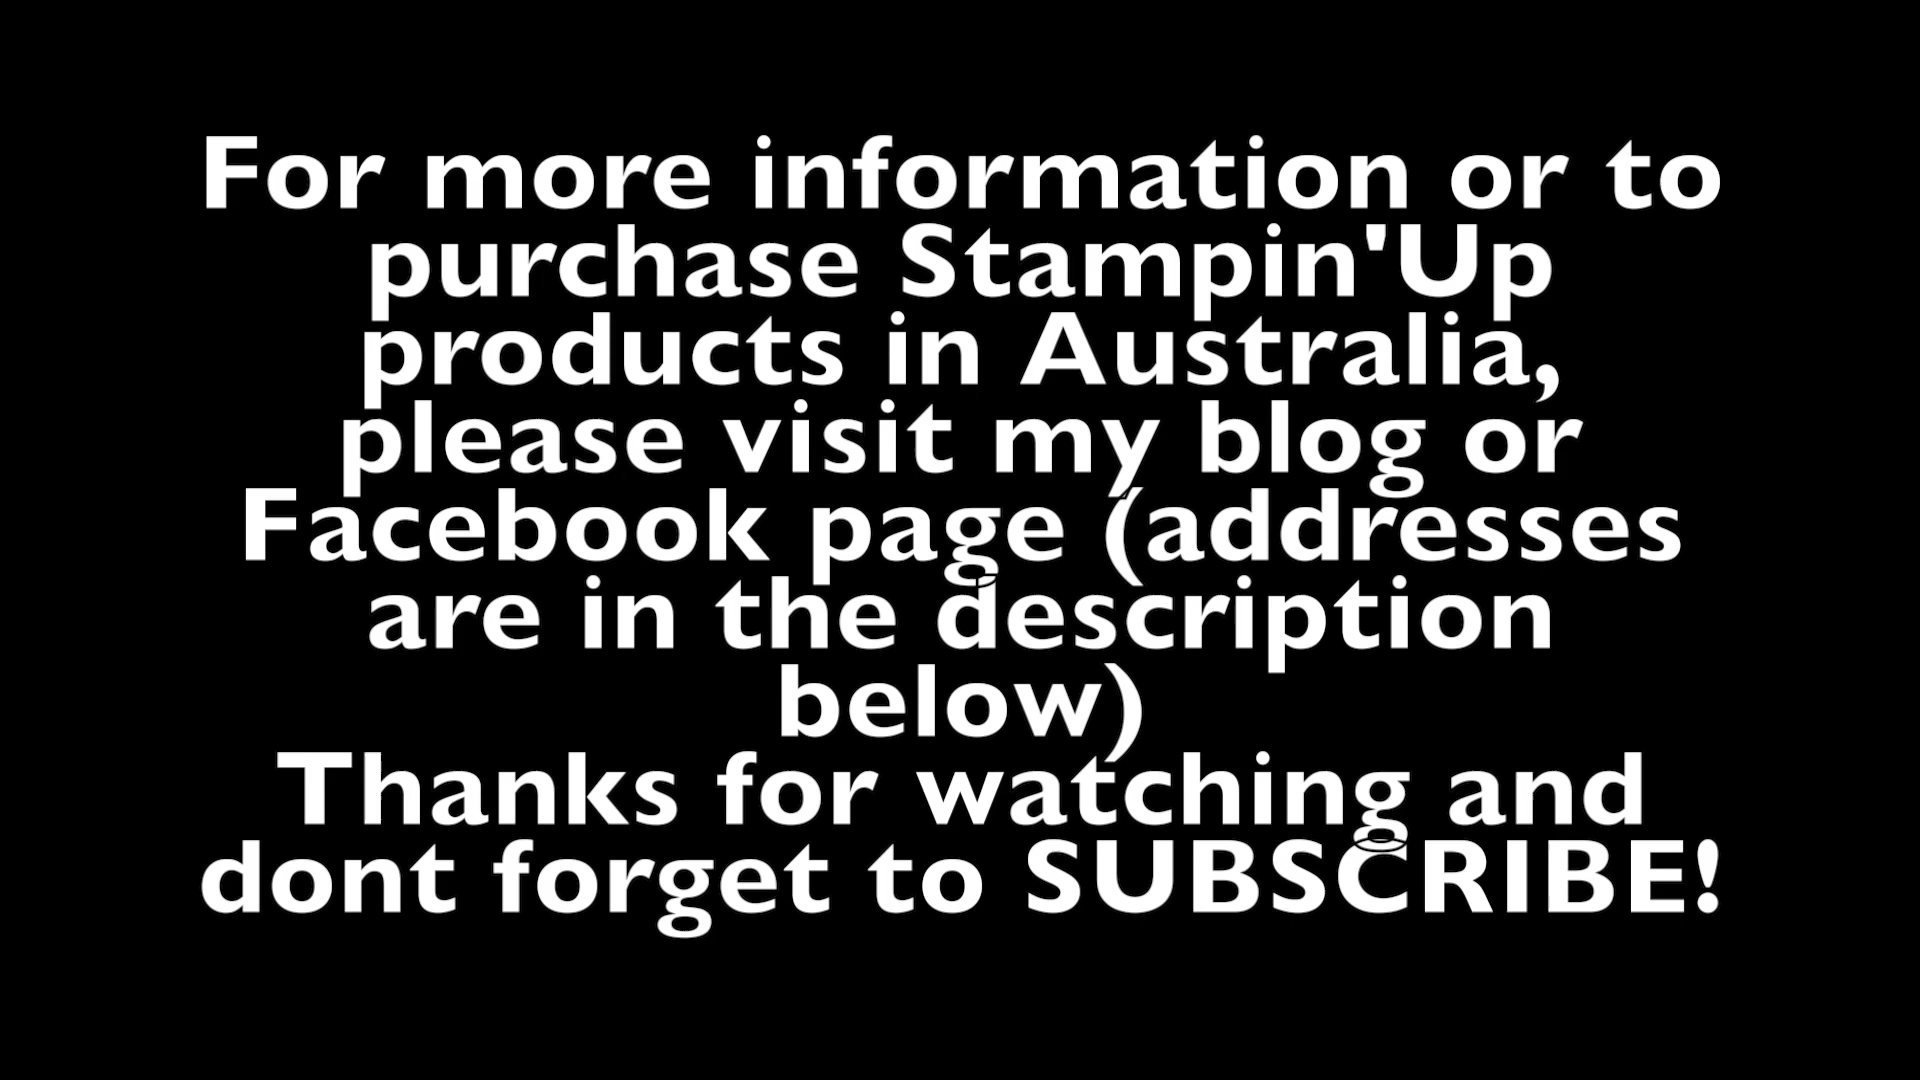 For more information or to
purchase Stampin'Up
products in Australia,
please visit my blog or
Facebook page (addresses
are in the description
below)
Thanks for watching and
dont forget to SUBSCRIBE!